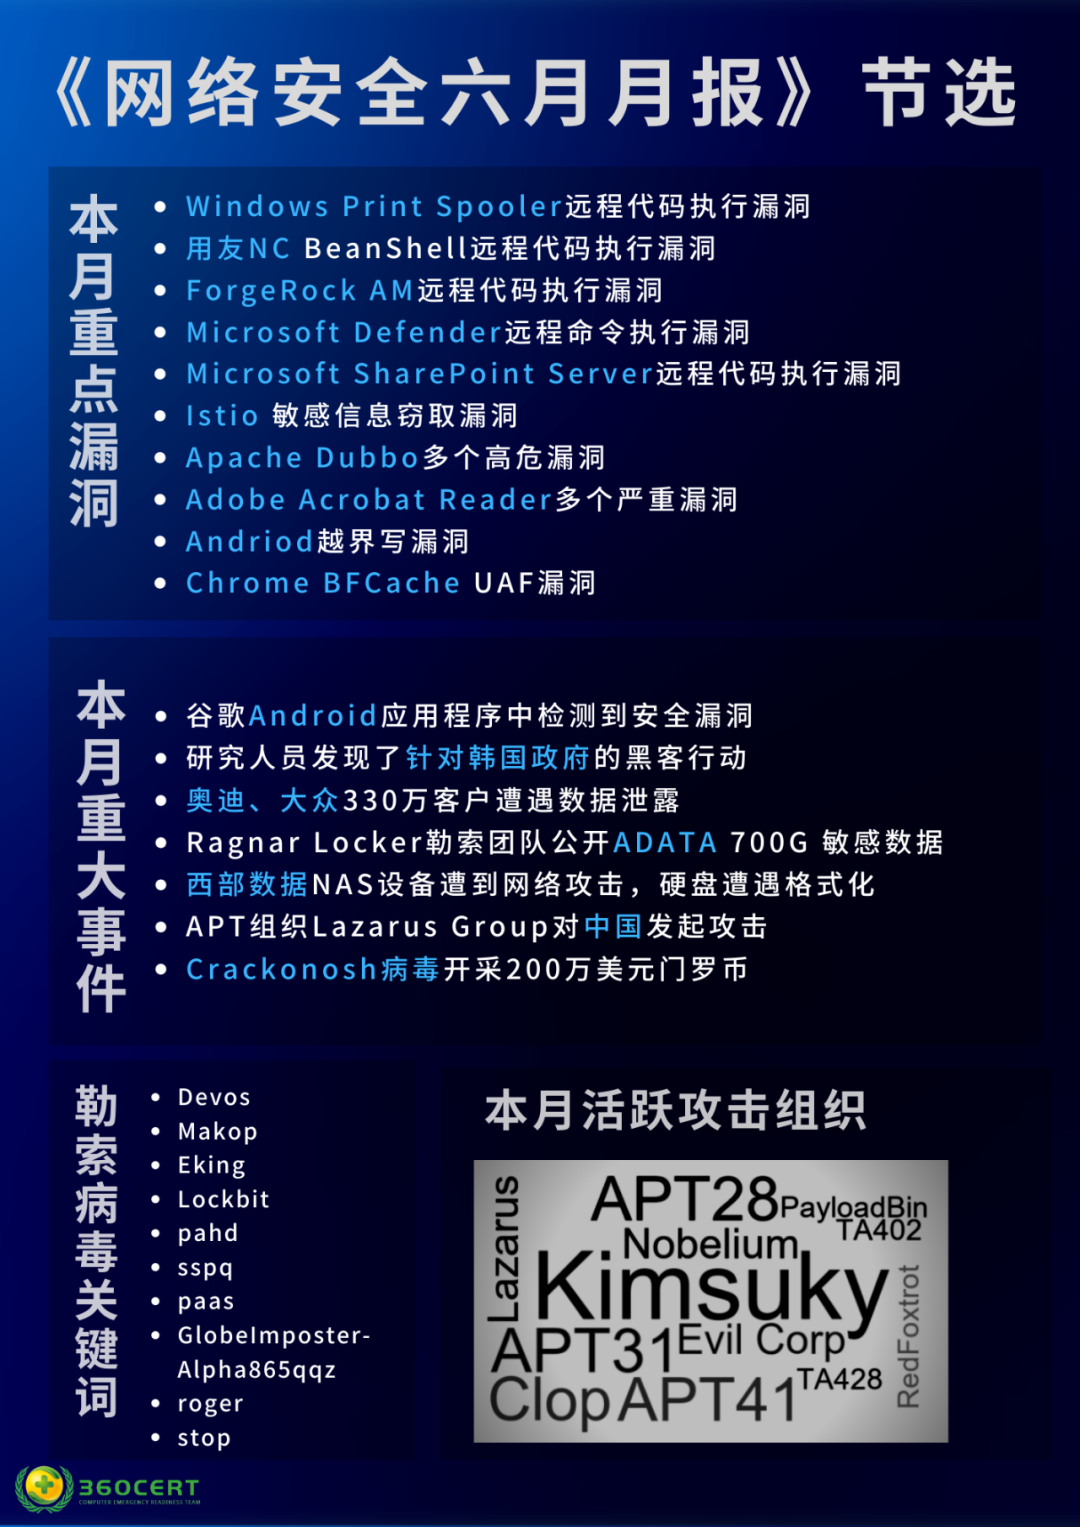 《网络安全六月月报》节选
本月重点漏洞
Windows Print Spooler远程代码执行漏洞
用友NC BeanShell远程代码执行漏洞
ForgeRock AM远程代码执行漏洞
Microsoft Defender远程命令执行漏洞
Microsoft SharePoint Server远程代码执行漏洞
Istio 敏感信息窃取漏洞
Apache Dubbo多个高危漏洞
Adobe Acrobat Reader多个严重漏洞
Andriod越界写漏洞
Chrome BFCache UAF漏洞
本月重大事件
谷歌Android应用程序中检测到安全漏洞
研究人员发现了针对韩国政府的黑客行动
奥迪、大众330万客户遭遇数据泄露
Ragnar Locker勒索团队公开ADATA 700G 敏感数据
西部数据NAS设备遭到网络攻击，硬盘遭遇格式化
APT组织Lazarus Group对中国发起攻击
Crackonosh病毒开采200万美元门罗币
勒索病毒关键词
Devos
Makop
Eking
Lockbit
pahd
sspq
paas
GlobeImposter-
Alpha865qqz
roger
stop
本月活跃攻击组织
Lazarus
APT28
PayloadBin
TA402
Nobelium
Kimsuky
RedFoxtrot
APT31
Evil Corp
TA428
Clop
APT41
360CERT
COMPUTER EMERGENCY READINESS TEAM